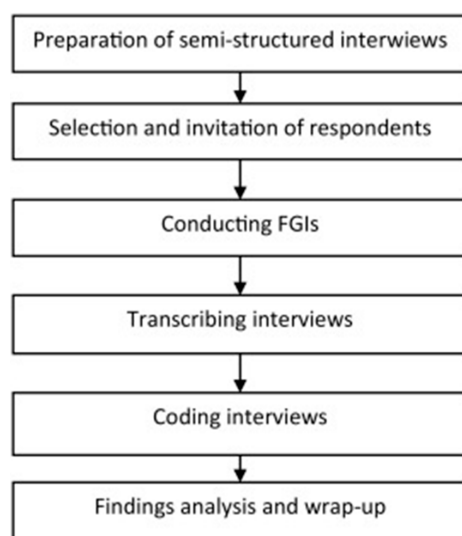 Preparation of semi-structured interwiews
Selection and invitation of respondents
Conducting FGIs
Transcribing interviews
Coding interviews
Findings analysis and wrap-up